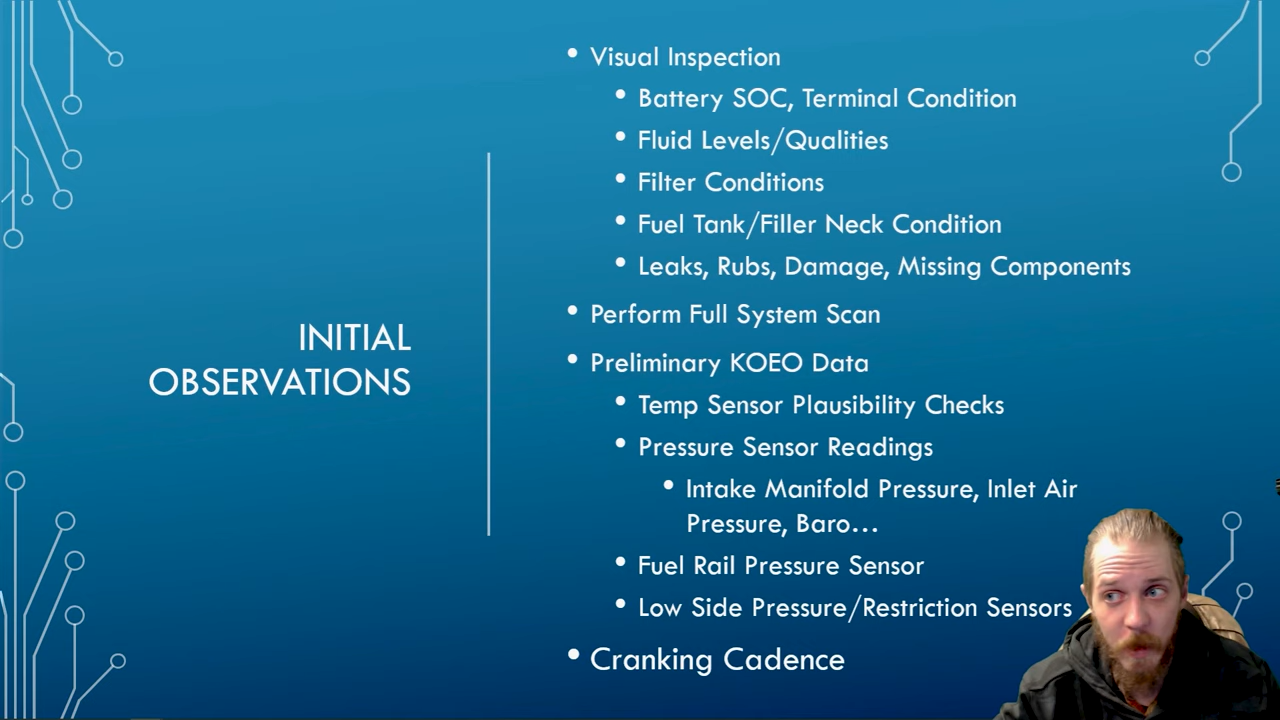 INITIAL
OBSERVATIONS
• Visual Inspection
• Battery SOC, Terminal Condition
• Fluid Levels/Qualities
• Filter Conditions
• Fuel Tank/Filler Neck Condition
• Leaks, Rubs, Damage, Missing Components
• Perform Full System Scan
• Preliminary KOEO Data
• Temp Sensor Plausibility Checks
• Pressure Sensor Readings
• Intake Manifold Pressure, Inlet Air
Pressure, Baro…
• Fuel Rail Pressure Sensor
• Low Side Pressure/Restriction Sensors
• Cranking Cadence